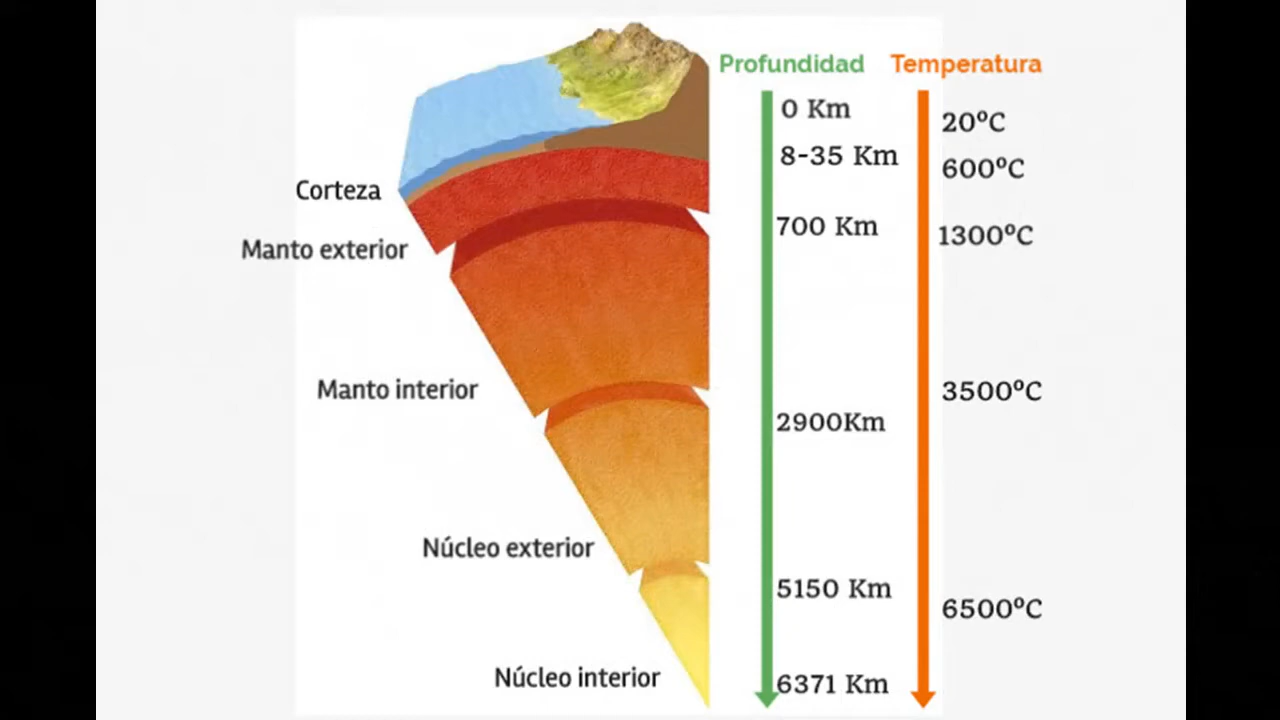 Profundidad Temperatura
0 Km
20ºC
8-35 Km
600ºC
Corteza
700 Km
1300ºC
Manto exterior
Manto interior
3500ºC
2900Km
Núcleo exterior
5150 Km
6500ºC
Núcleo interior
6371 Km